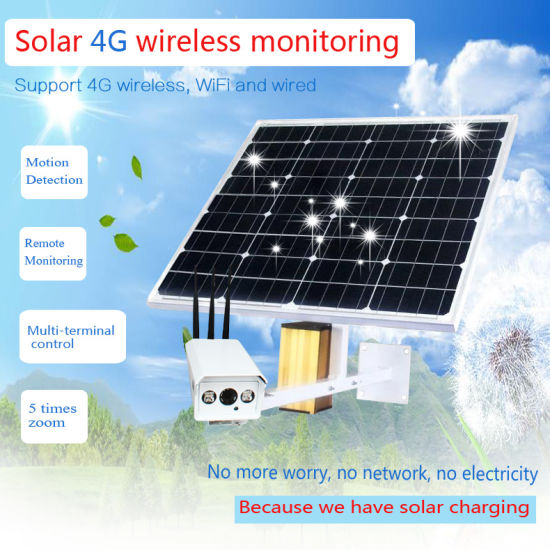 Solar 4G wireless monitoring
Support 4G wireless, WiFi and wired
Motion
Detection
Remote
Monitoring
Multi-terminal
control
5 times
zoom
No more worry, no network, no electricity
Because we have solar charging